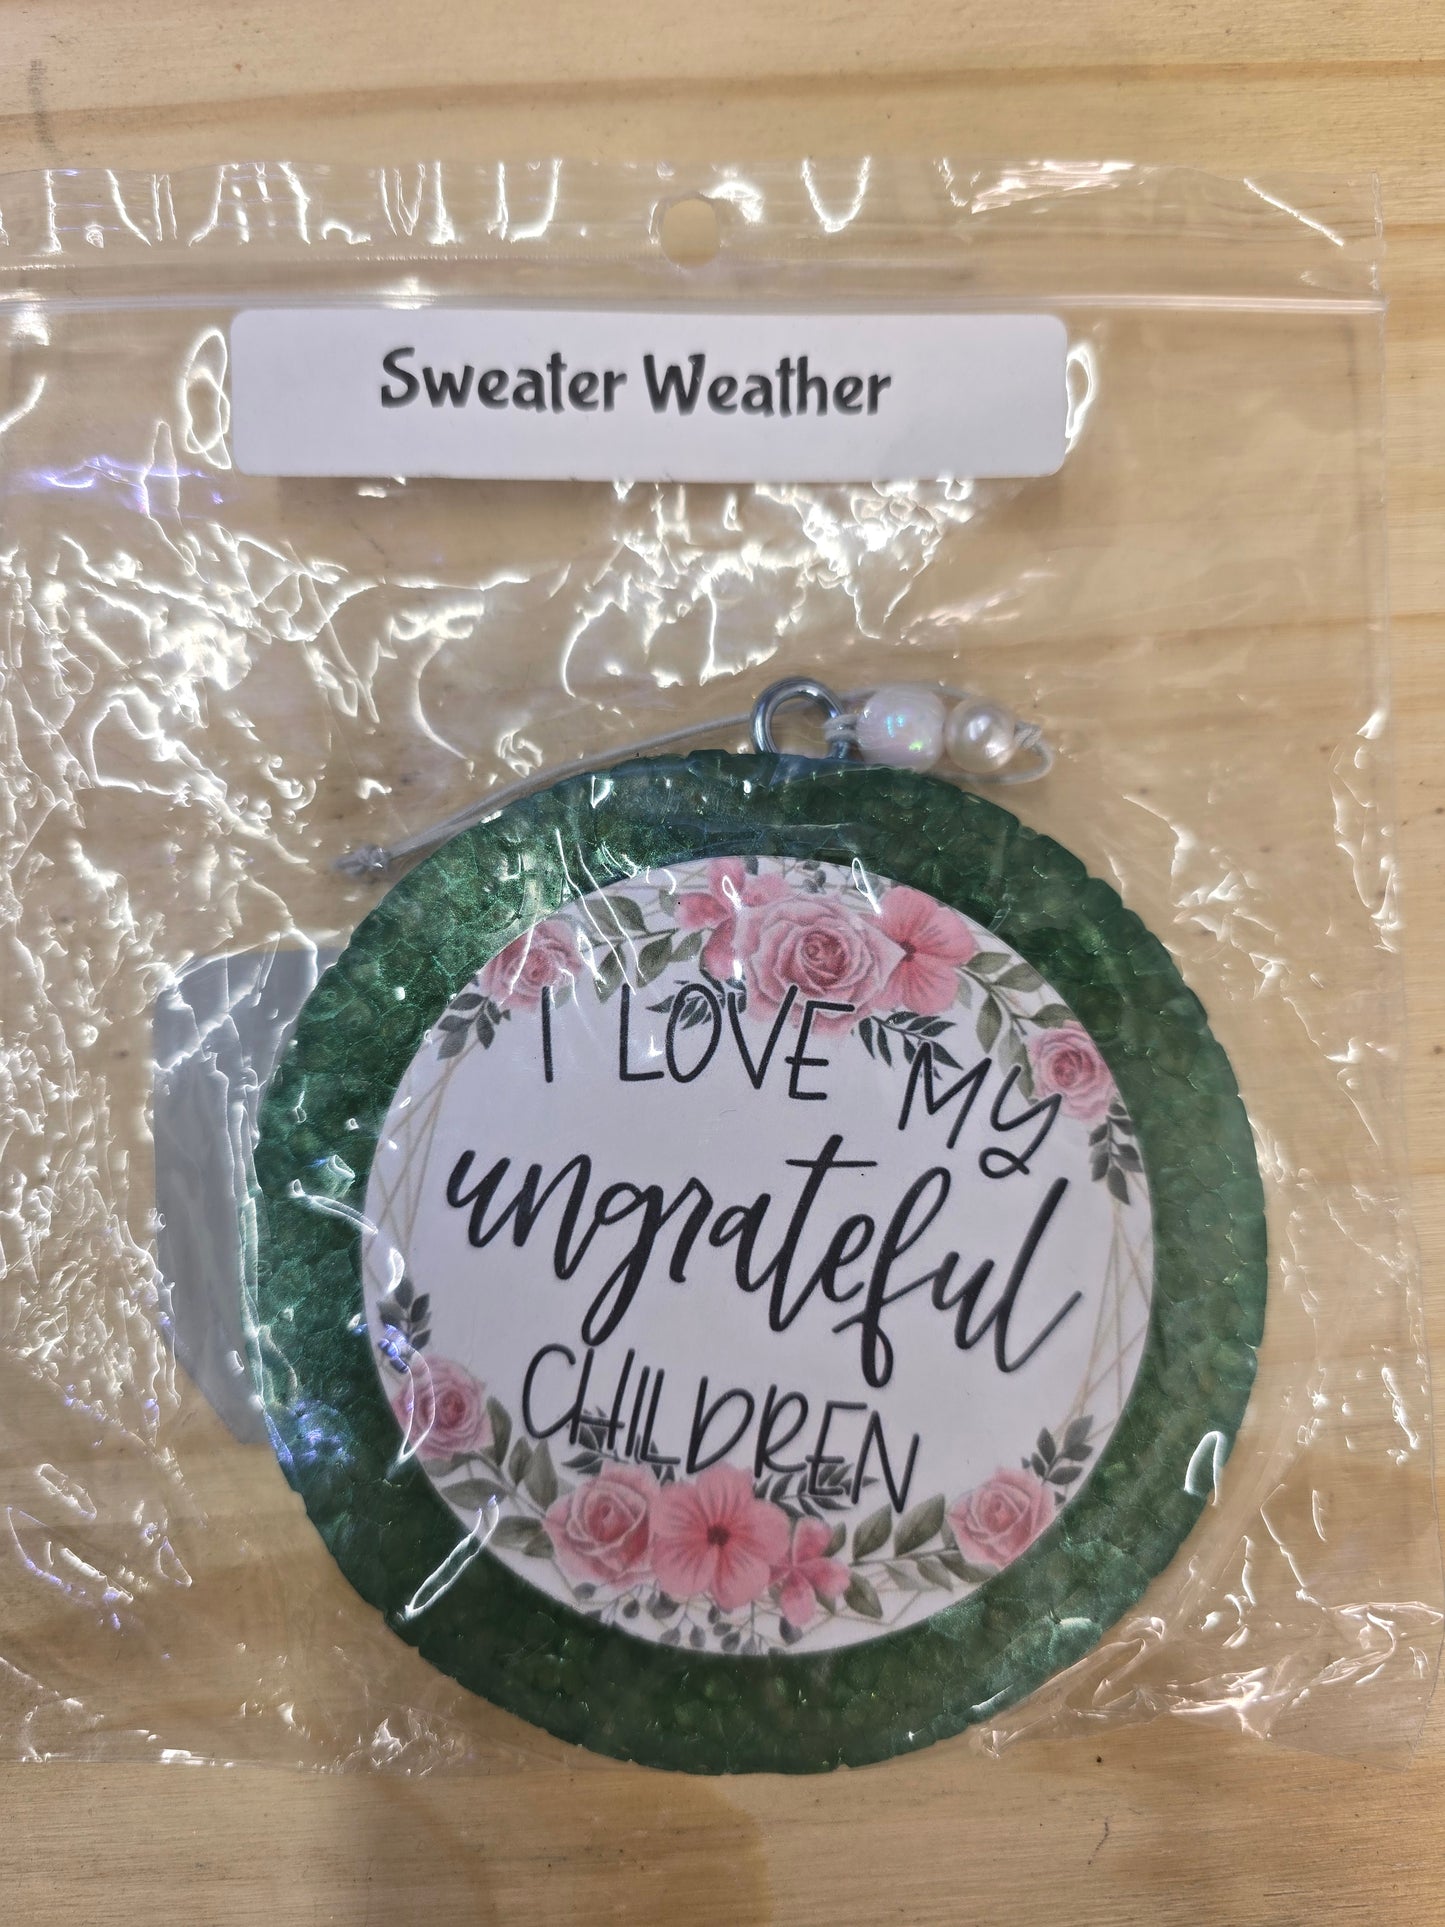 Sweater Weather
I LOVE MY
ungrateful
CHILDREN